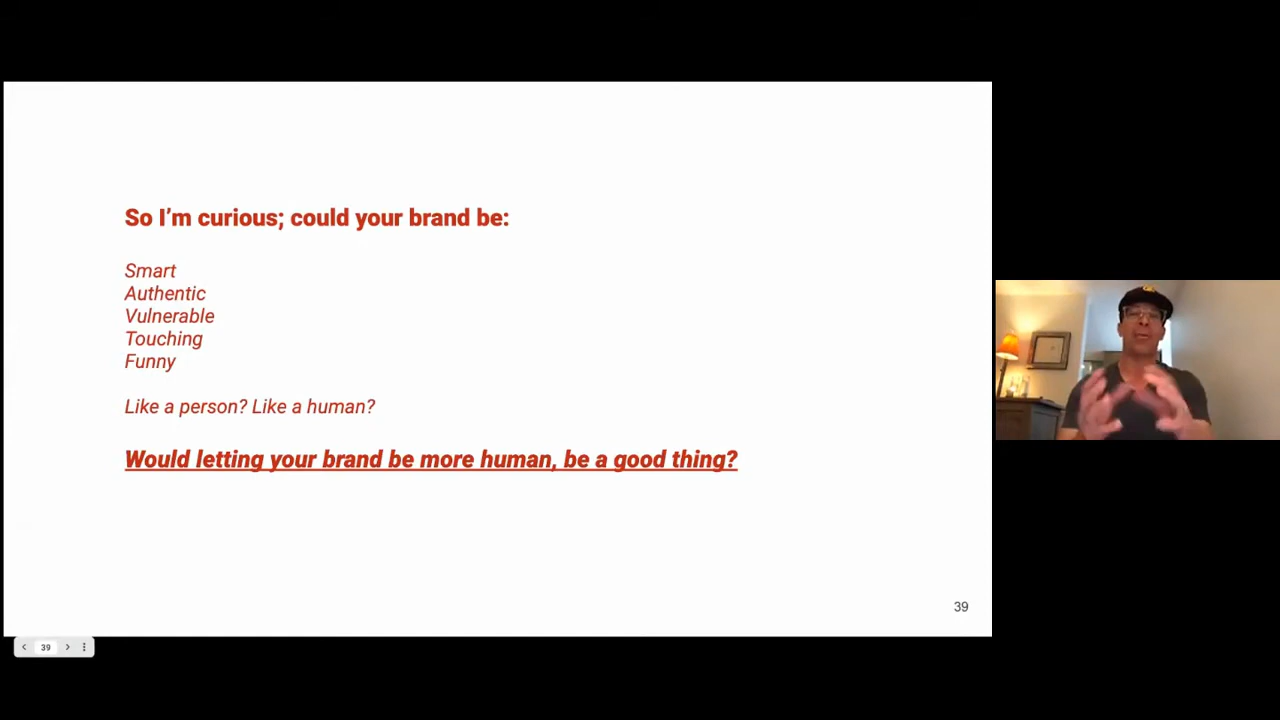 So I’m curious; could your brand be:
Smart
Authentic
Vulnerable
Touching
Funny
Like a person? Like a human?
Would letting your brand be more human, be a good thing?
39
39